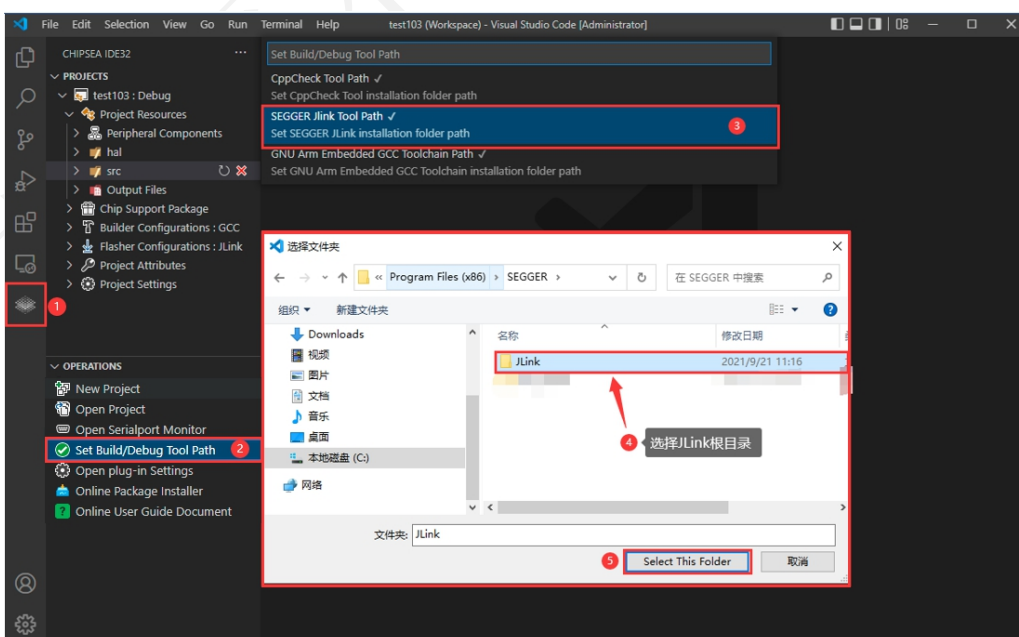 File Edit Selection View Go Run Terminal Help test103 (Workspace) - Visual Studio Code [Administrator]
CHIPSEA IDE32 ...
PROJECTS
test103 : Debug
Project Resources
Peripheral Components
hal
src
Output Files
Chip Support Package
Builder Configurations : GCC
Flasher Configurations : JLink
Project Attributes
Project Settings
1
OPERATIONS
New Project
Open Project
Open Serialport Monitor
Set Build/Debug Tool Path 2
Open plug-in Settings
Online Package Installer
Online User Guide Document
Set Build/Debug Tool Path
CppCheck Tool Path ✓
Set CppCheck Tool installation folder path
SEGGER Jlink Tool Path ✓
Set SEGGER JLink installation folder path
3
GNU Arm Embedded GCC Toolchain Path ✓
Set GNU Arm Embedded GCC Toolchain installation folder path
选择文件夹
« Program Files (x86) › SEGGER › 在 SEGGER 中搜索
组织 新建文件夹
Downloads
视频
图片
文档
音乐
桌面
本地磁盘 (C:)
网络
名称 修改日期
JLink 2021/9/21 11:16
4 选择JLink根目录
文件夹: JLink
5 Select This Folder 取消